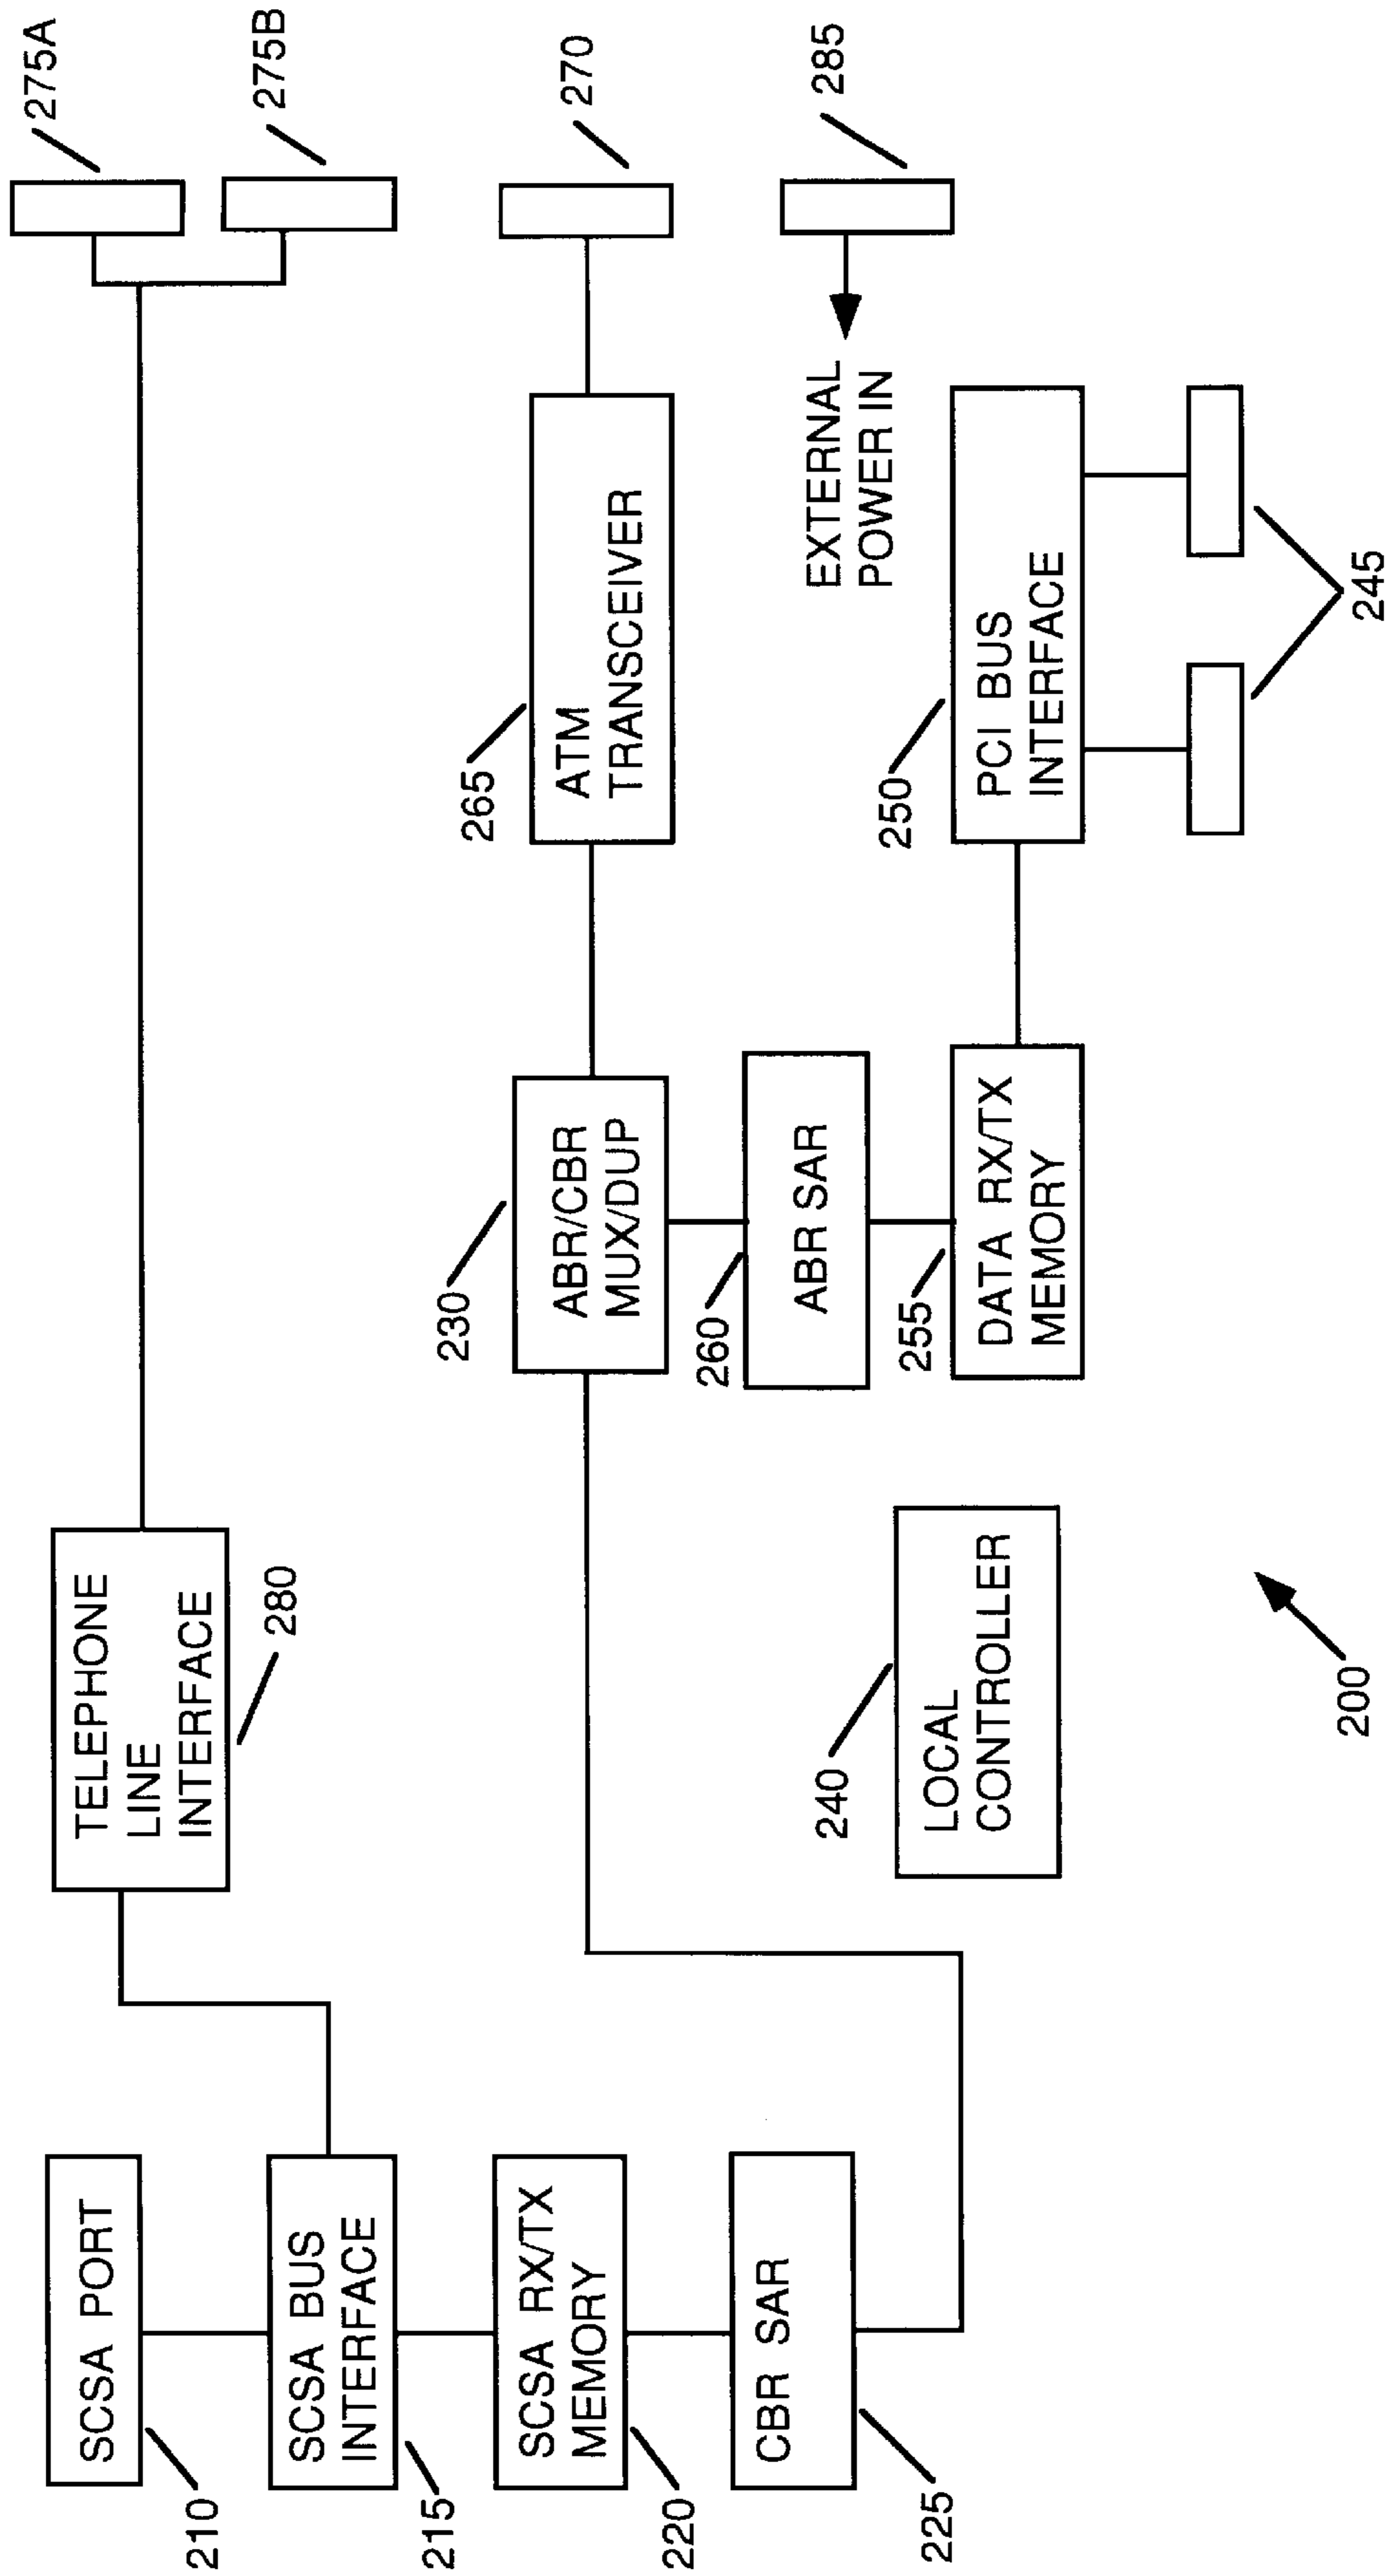 SCSA PORT
210
SCSA BUS
INTERFACE
215
SCSA RX/TX
MEMORY
220
CBR SAR
225
TELEPHONE
LINE
INTERFACE
280
275A
275B
230
ABR/CBR
MUX/DUP
265
ATM
TRANSCEIVER
270
260
ABR SAR
285
EXTERNAL
POWER IN
240
LOCAL
CONTROLLER
255
DATA RX/TX
MEMORY
250
PCI BUS
INTERFACE
245
200